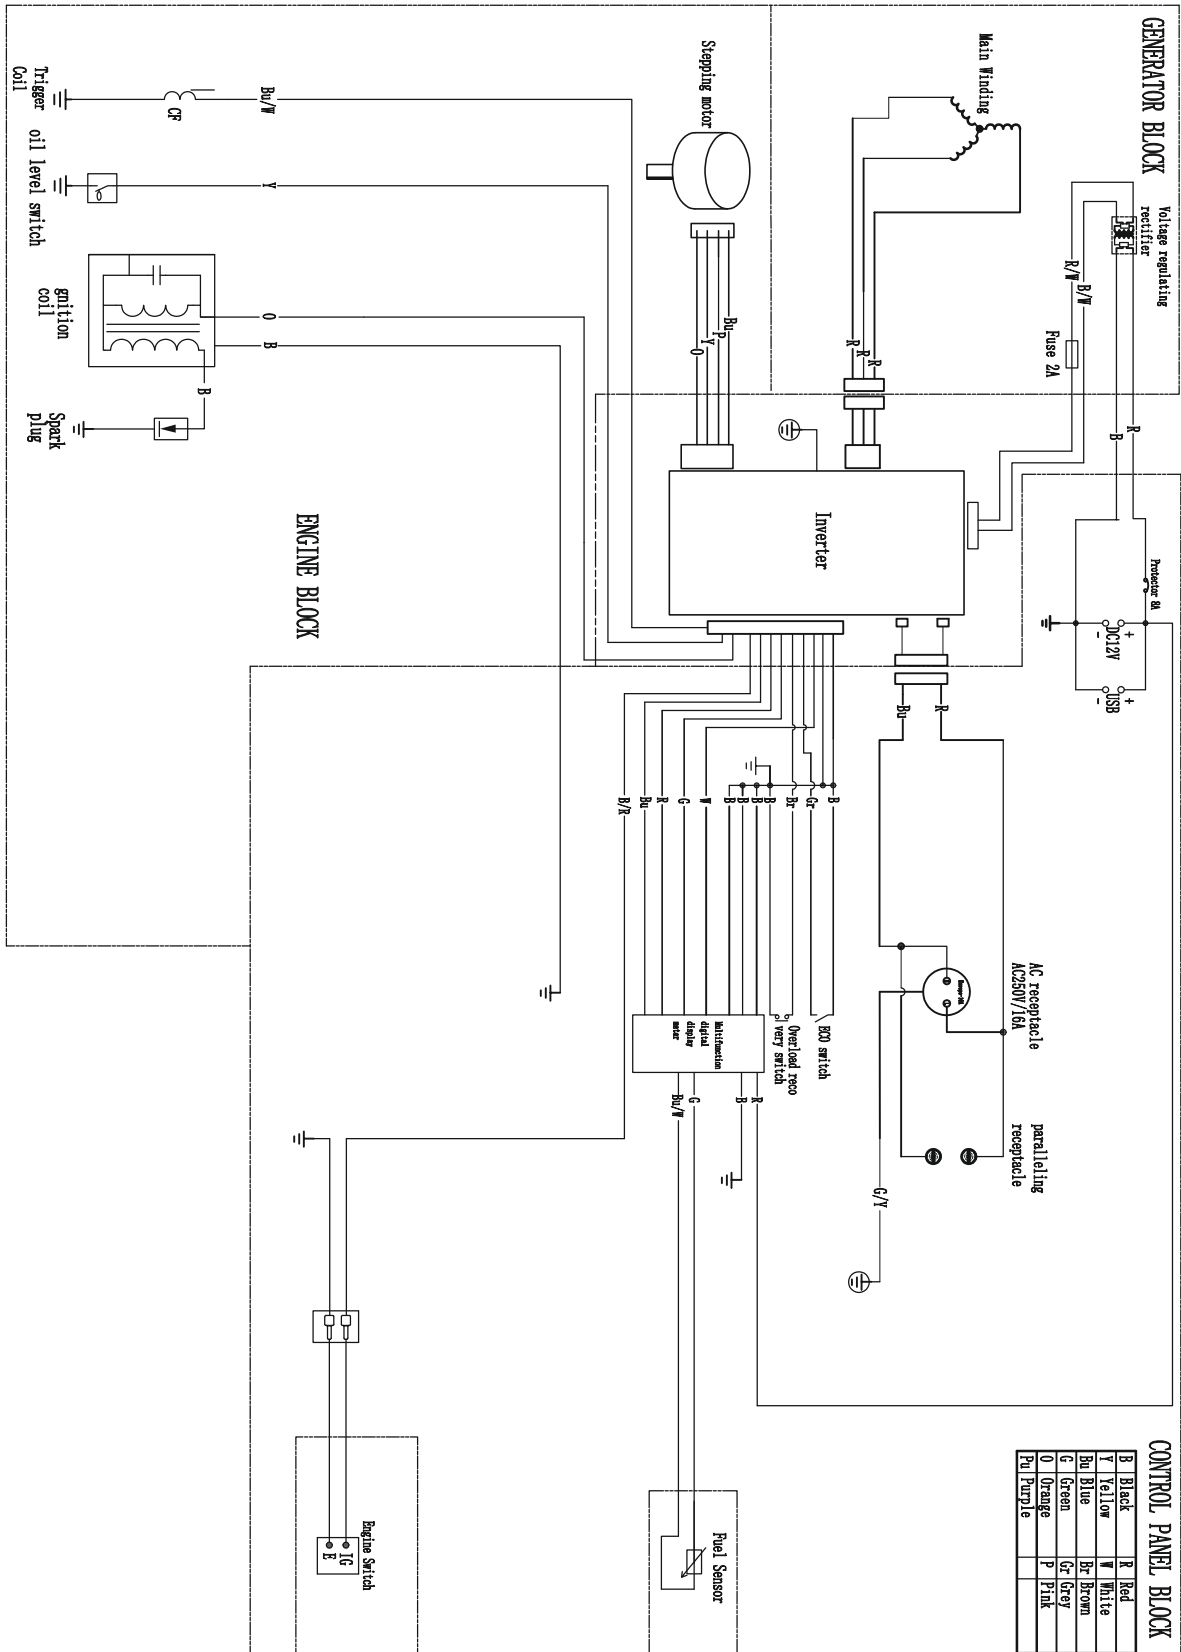 GENERATOR BLOCK
CONTROL PANEL BLOCK
Voltage regulating
rectifier
R/W
B/W
Fuse 2A
R
B
Protector 8A
+ +
DC12V USB
- -
B Black R Red
Y Yellow W White
Bu Blue Br Brown
G Green Gr Grey
O Orange P Pink
Pu Purple
Main Winding
R
R
R
AC receptacle
AC250V/16A
paralleling
receptacle
R
Bu
G/Y
Inverter
Stepping motor
Bu
P
Y
O
B
Gr
Br
B
B
B
B
W
G
R
Bu
B/R
ECO switch
Overload reco
very switch
Multifunction
digital
display
meter
R
B
G
Bu/W
Fuel Sensor
Engine Switch
IG
E
ENGINE BLOCK
Bu/W
CF
Trigger
Coil
Y
oil level switch
O
B
gnition
coil
B
Spark
plug